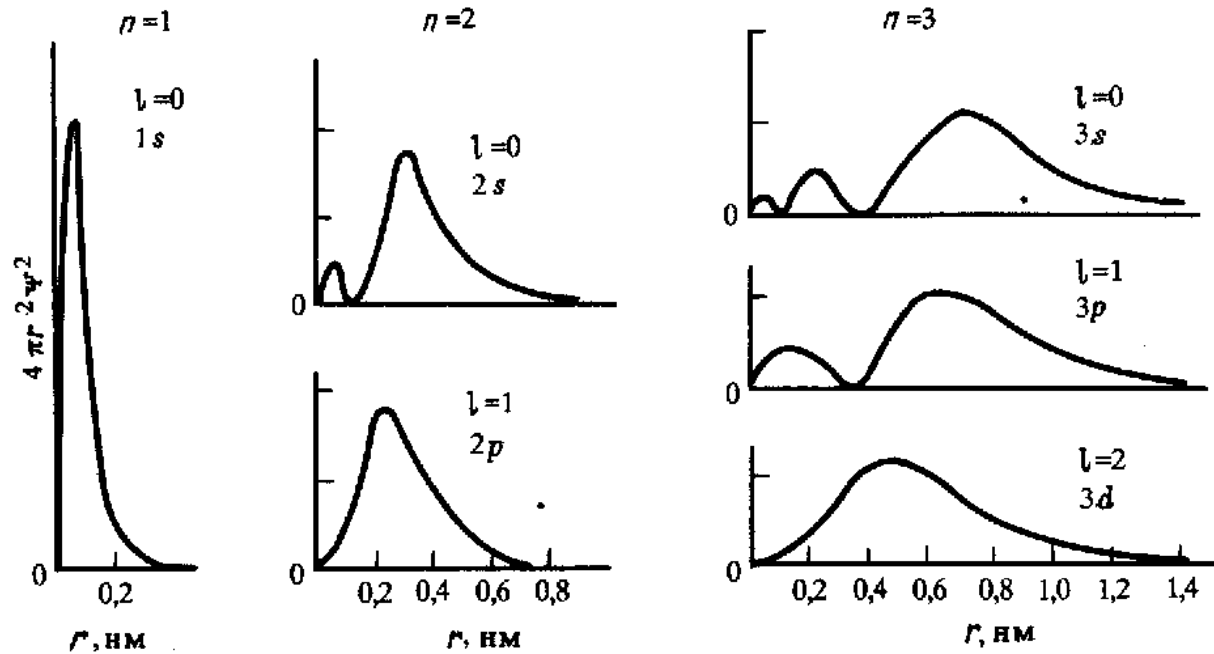 n=1
l=0
1s
4πr²ψ²
0
0,2
r, нм
n=2
l=0
2s
0
l=1
2p
0
0,2 0,4 0,6 0,8
r, нм
n=3
l=0
3s
0
l=1
3p
0
l=2
3d
0
0,2 0,4 0,6 0,8 1,0 1,2 1,4
r, нм